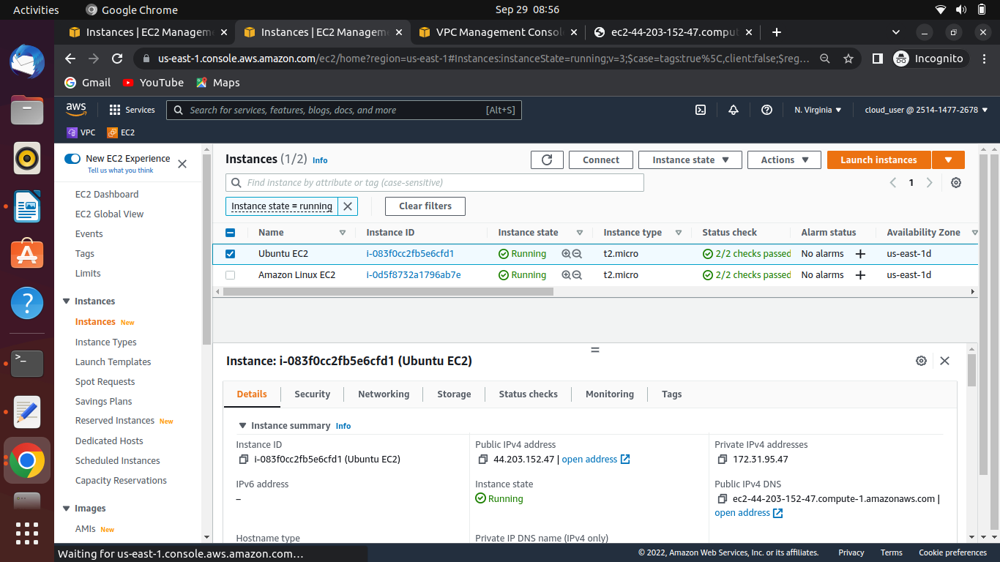 Activities
Google Chrome
Sep 29 08:56
Instances | EC2 Managem
Instances | EC2 Managem
VPC Management Consol
ec2-44-203-152-47.comput
us-east-1.console.aws.amazon.com/ec2/home?region=us-east-1#Instances:instanceState=running;v=3;$case=tags:true%5C,client:false;$reg...
Incognito
Gmail
YouTube
Maps
aws
Services
Search for services, features, blogs, docs, and more
[Alt+S]
N. Virginia
cloud_user @ 2514-1477-2678
VPC
EC2
New EC2 Experience
Tell us what you think
EC2 Dashboard
EC2 Global View
Events
Tags
Limits
Instances
Instances New
Instance Types
Launch Templates
Spot Requests
Savings Plans
Reserved Instances New
Dedicated Hosts
Scheduled Instances
Capacity Reservations
Images
AMIs New
Instances (1/2) Info
Connect
Instance state
Actions
Launch instances
Find instance by attribute or tag (case-sensitive)
1
Instance state = running
Clear filters
Name Instance ID Instance state Instance type Status check Alarm status Availability Zone
Ubuntu EC2 i-083f0cc2fb5e6cfd1 Running t2.micro 2/2 checks passed No alarms + us-east-1d
Amazon Linux EC2 i-0d5f8732a1796ab7e Running t2.micro 2/2 checks passed No alarms + us-east-1d
Instance: i-083f0cc2fb5e6cfd1 (Ubuntu EC2)
Details
Security
Networking
Storage
Status checks
Monitoring
Tags
Instance summary Info
Instance ID
i-083f0cc2fb5e6cfd1 (Ubuntu EC2)
Public IPv4 address
44.203.152.47 | open address
Private IPv4 addresses
172.31.95.47
IPv6 address
–
Instance state
Running
Public IPv4 DNS
ec2-44-203-152-47.compute-1.amazonaws.com |
open address
Hostname type
Private IP DNS name (IPv4 only)
Waiting for us-east-1.console.aws.amazon.com...
© 2022, Amazon Web Services, Inc. or its affiliates.
Privacy
Terms
Cookie preferences